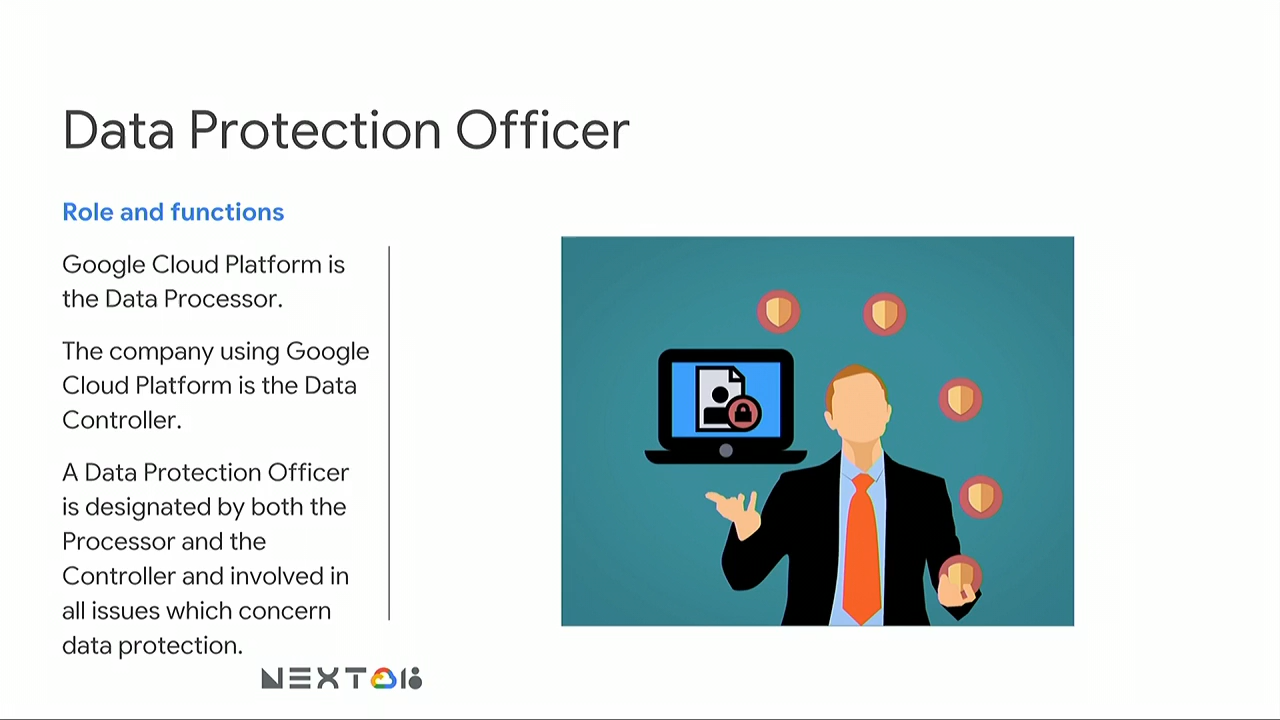 Data Protection Officer
Role and functions
Google Cloud Platform is
the Data Processor.
The company using Google
Cloud Platform is the Data
Controller.
A Data Protection Officer
is designated by both the
Processor and the
Controller and involved in
all issues which concern
data protection.
NEXT 18